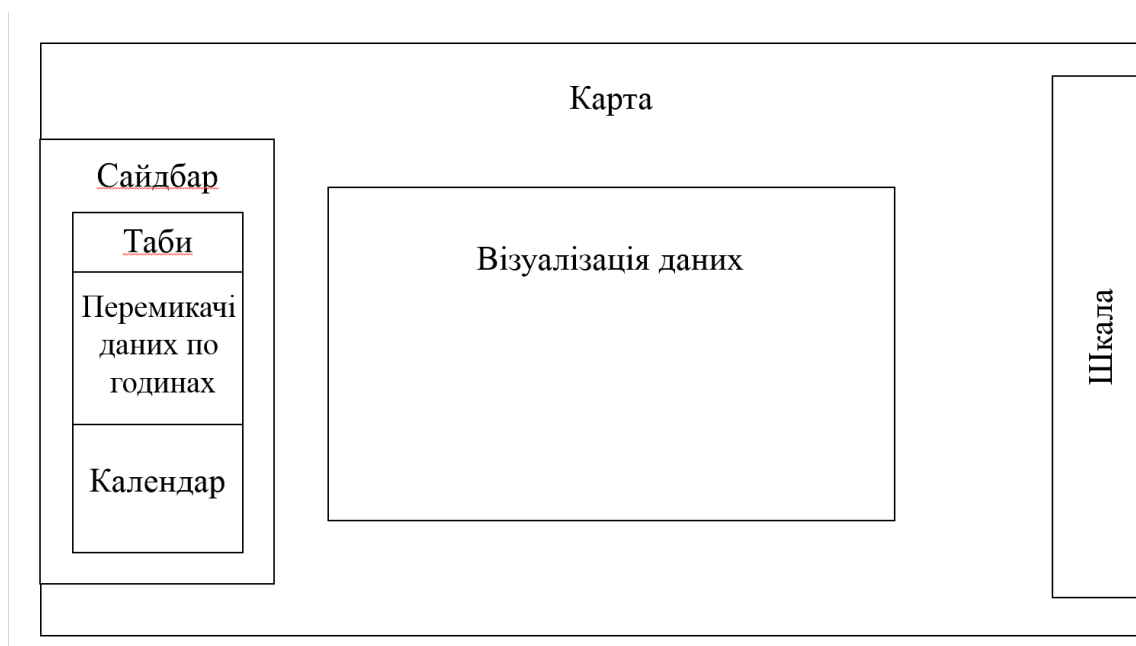 Карта
Сайдбар
Таби
Перемикачі
даних по
годинах
Календар
Візуалізація даних
Шкала